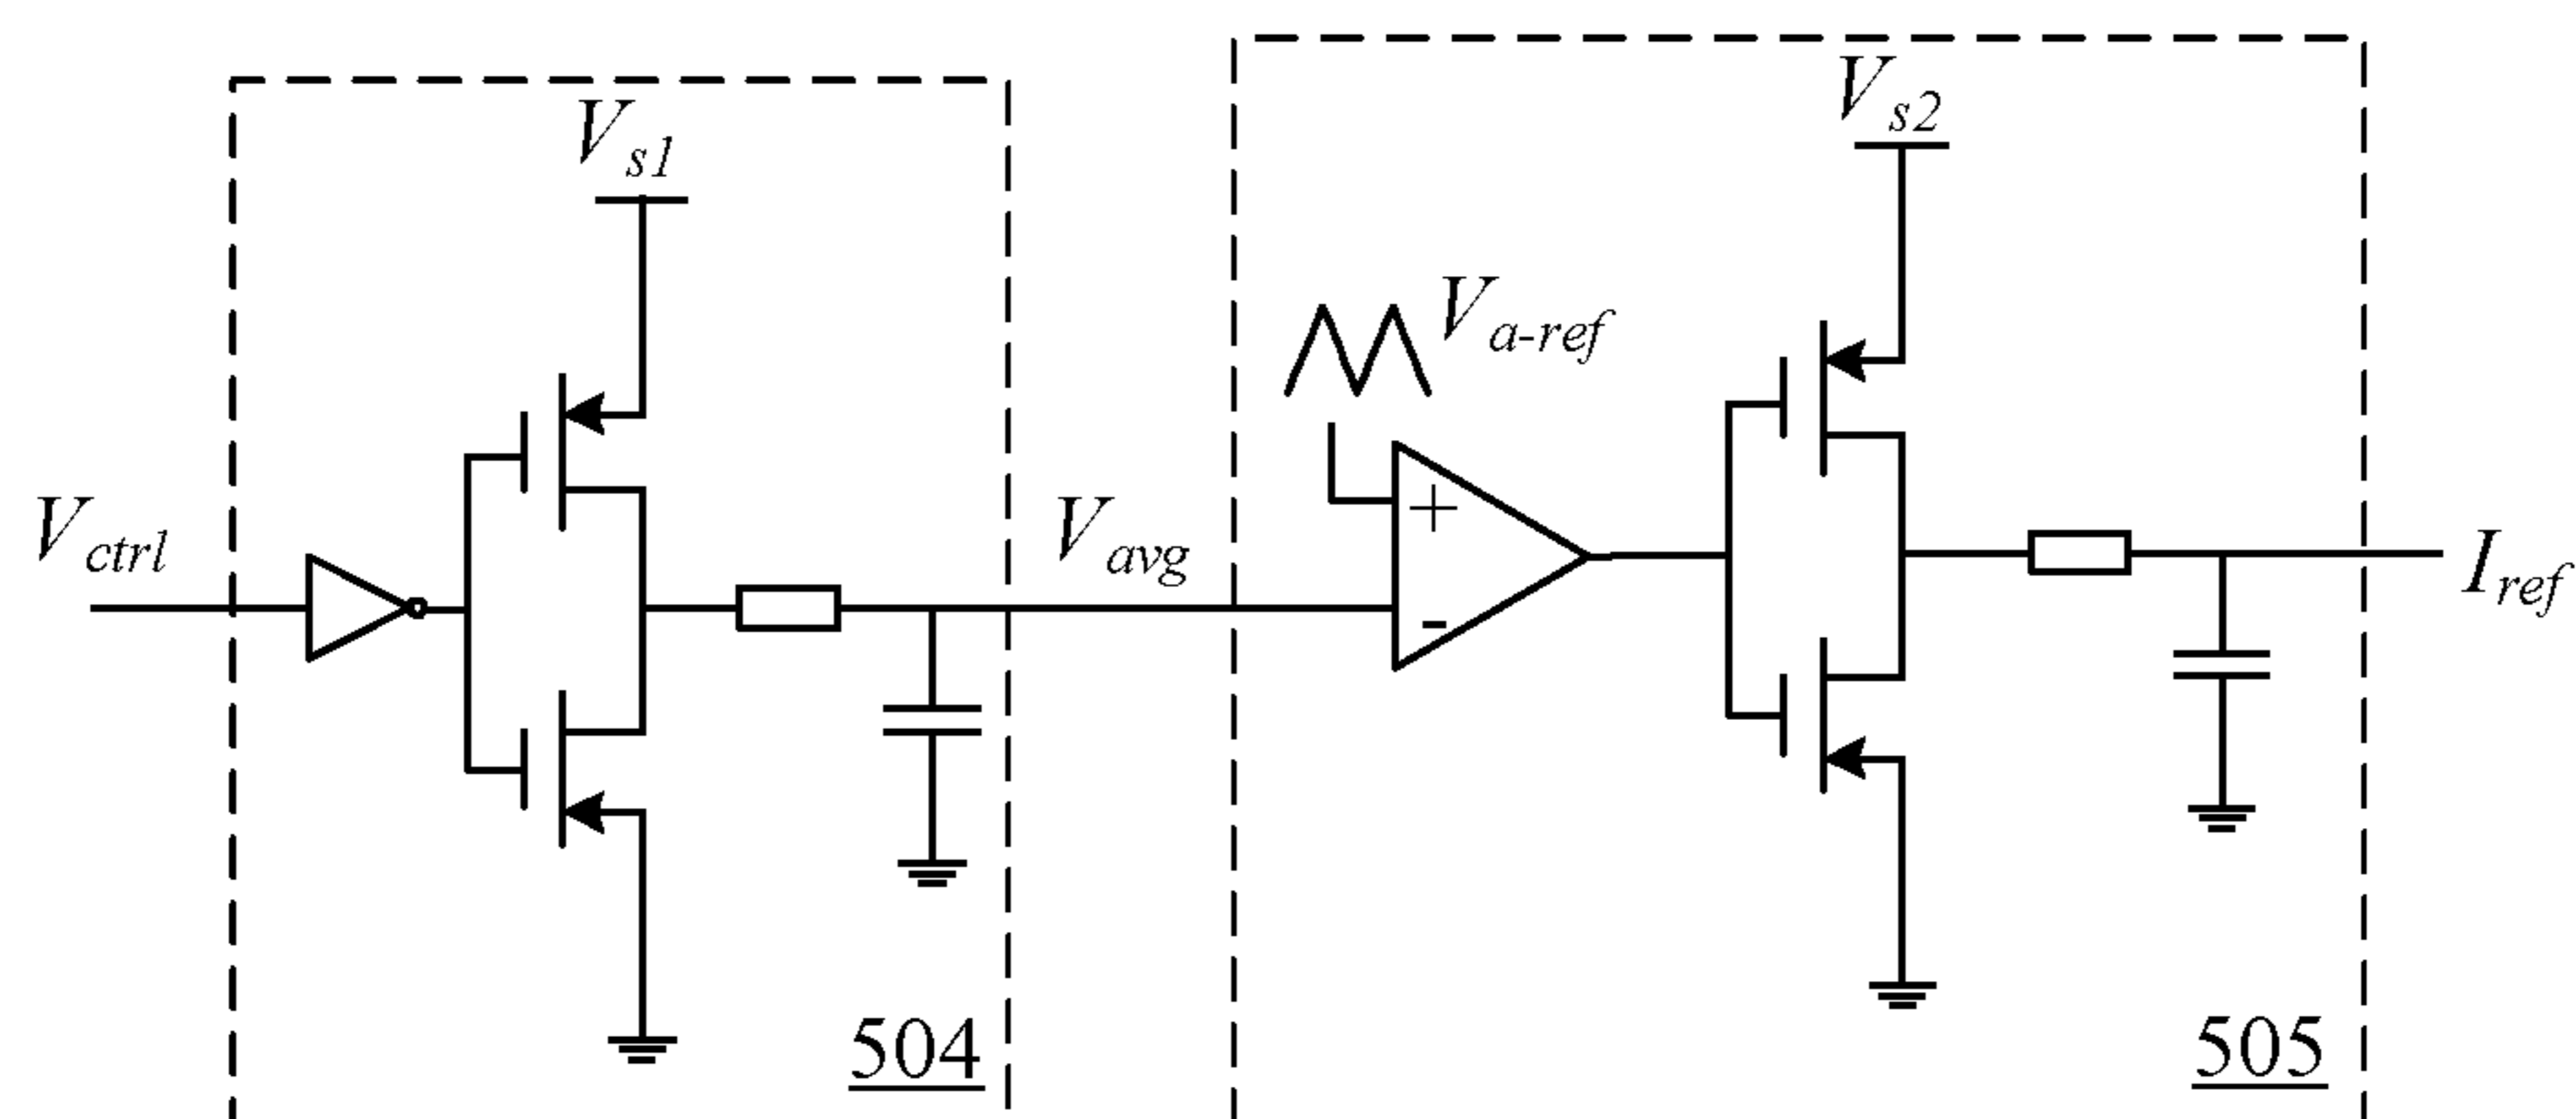 V_s1
V_s2
V_a-ref
V_ctrl
V_avg
+
-
I_ref
504
505